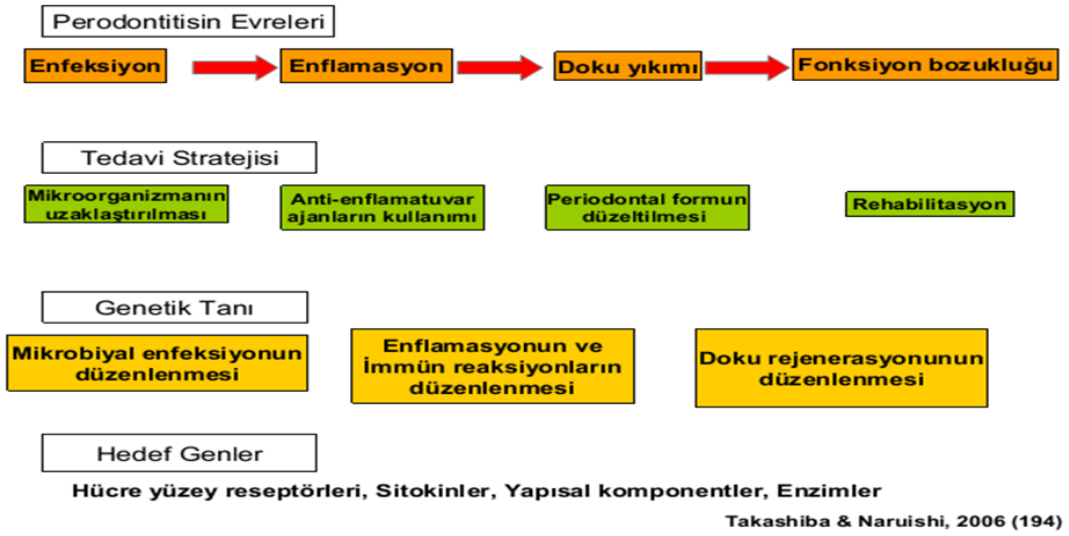 Perodontitisin Evreleri
Enfeksiyon
Enflamasyon
Doku yıkımı
Fonksiyon bozukluğu
Tedavi Stratejisi
Mikroorganizmanın
uzaklaştırılması
Anti-enflamatuvar
ajanların kullanımı
Periodontal formun
düzeltilmesi
Rehabilitasyon
Genetik Tanı
Mikrobiyal enfeksiyonun
düzenlenmesi
Enflamasyonun ve
İmmün reaksiyonların
düzenlenmesi
Doku rejenerasyonunun
düzenlenmesi
Hedef Genler
Hücre yüzey reseptörleri, Sitokinler, Yapısal komponentler, Enzimler
Takashiba & Naruishi, 2006 (194)